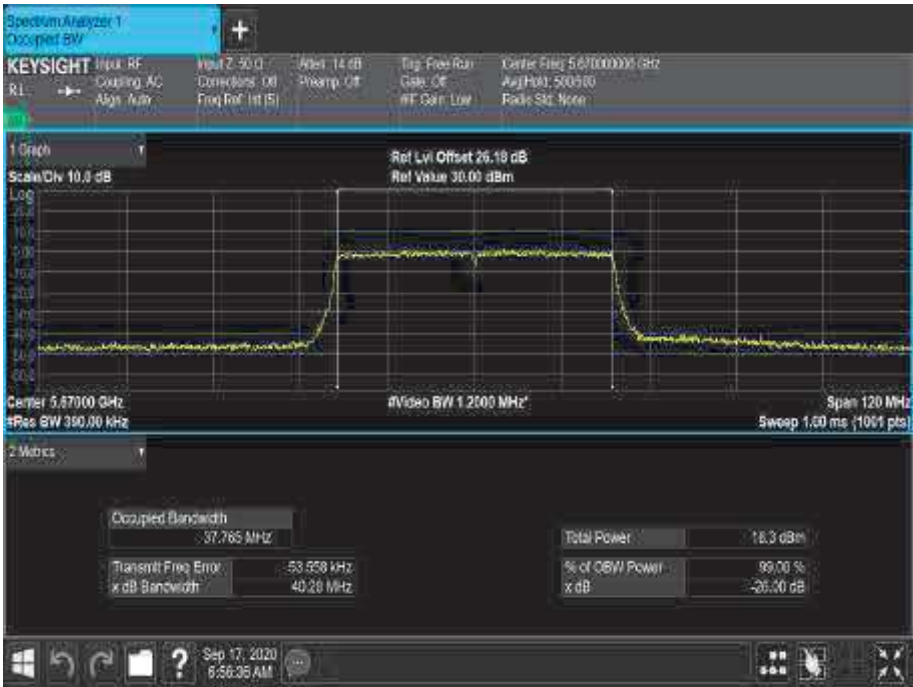 Spectrum Analyzer 1
Occupied BW
+
KEYSIGHT Input: RF Input Z: 50 Ω Atten: 14 dB Trig: Free Run Center Freq: 5.670000000 GHz
Coupling: AC Corrections: Off Preamp: Off Gate: Off Avg|Hold: 500/500
Align: Auto Freq Ref: Int (S) #IF Gain: Low Radio Std: None
1 Graph
Scale/Div 10.0 dB
Ref Lvl Offset 26.18 dB
Ref Value 30.00 dBm
Log
Center 5.67000 GHz #Video BW 1.2000 MHz* Span 120 MHz
#Res BW 390.00 kHz Sweep 1.00 ms (1001 pts)
2 Metrics
Occupied Bandwidth
37.765 MHz
Total Power 18.3 dBm
Transmit Freq Error -53.558 kHz % of OBW Power 99.00 %
x dB Bandwidth 40.28 MHz x dB -26.00 dB
? Sep 17, 2020
6:56:36 AM